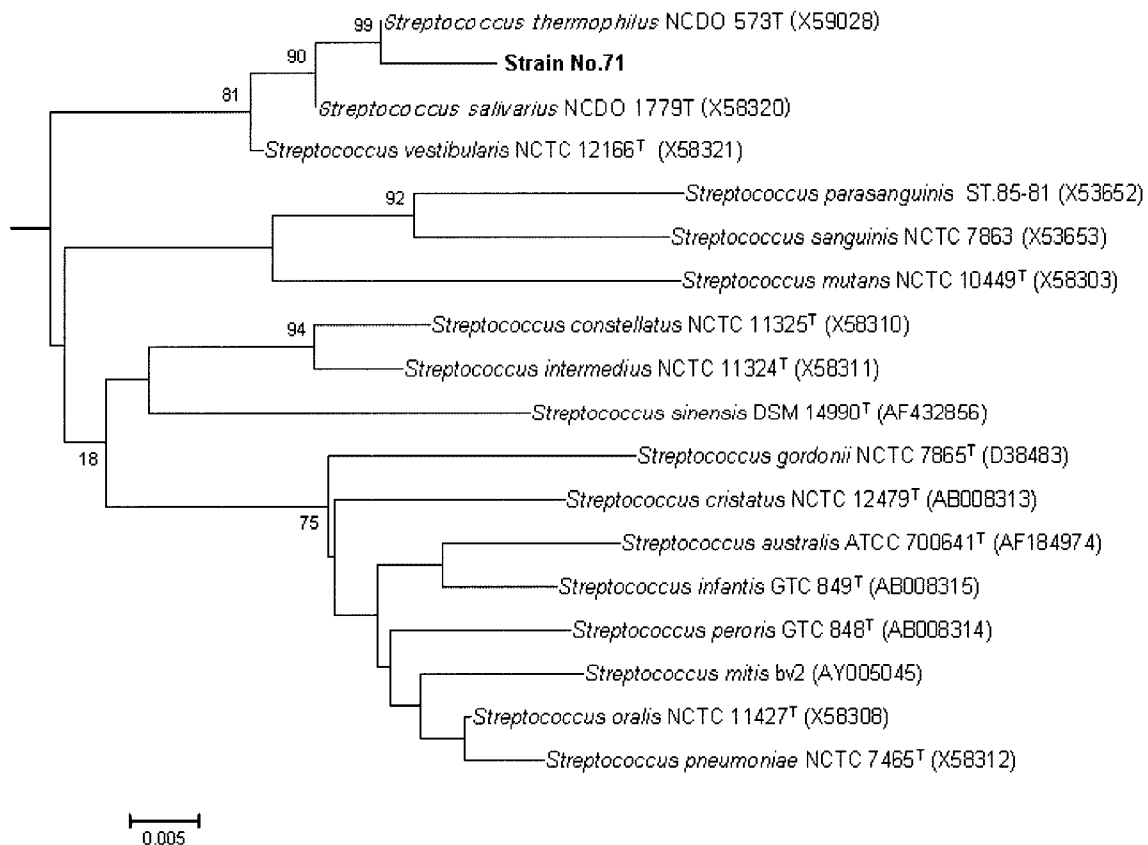 99 Streptococcus thermophilus NCDO 573T (X59028)
90 Strain No.71
81 Streptococcus salivarius NCDO 1779T (X58320)
Streptococcus vestibularis NCTC 12166ᵀ (X58321)
92 Streptococcus parasanguinis ST.85-81 (X53652)
Streptococcus sanguinis NCTC 7863 (X53653)
Streptococcus mutans NCTC 10449ᵀ (X58303)
94 Streptococcus constellatus NCTC 11325ᵀ (X58310)
Streptococcus intermedius NCTC 11324ᵀ (X58311)
Streptococcus sinensis DSM 14990ᵀ (AF432856)
18 Streptococcus gordonii NCTC 7865ᵀ (D38483)
Streptococcus cristatus NCTC 12479ᵀ (AB008313)
75
Streptococcus australis ATCC 700641ᵀ (AF184974)
Streptococcus infantis GTC 849ᵀ (AB008315)
Streptococcus peroris GTC 848ᵀ (AB008314)
Streptococcus mitis bv2 (AY005045)
Streptococcus oralis NCTC 11427ᵀ (X58308)
Streptococcus pneumoniae NCTC 7465ᵀ (X58312)
0.005